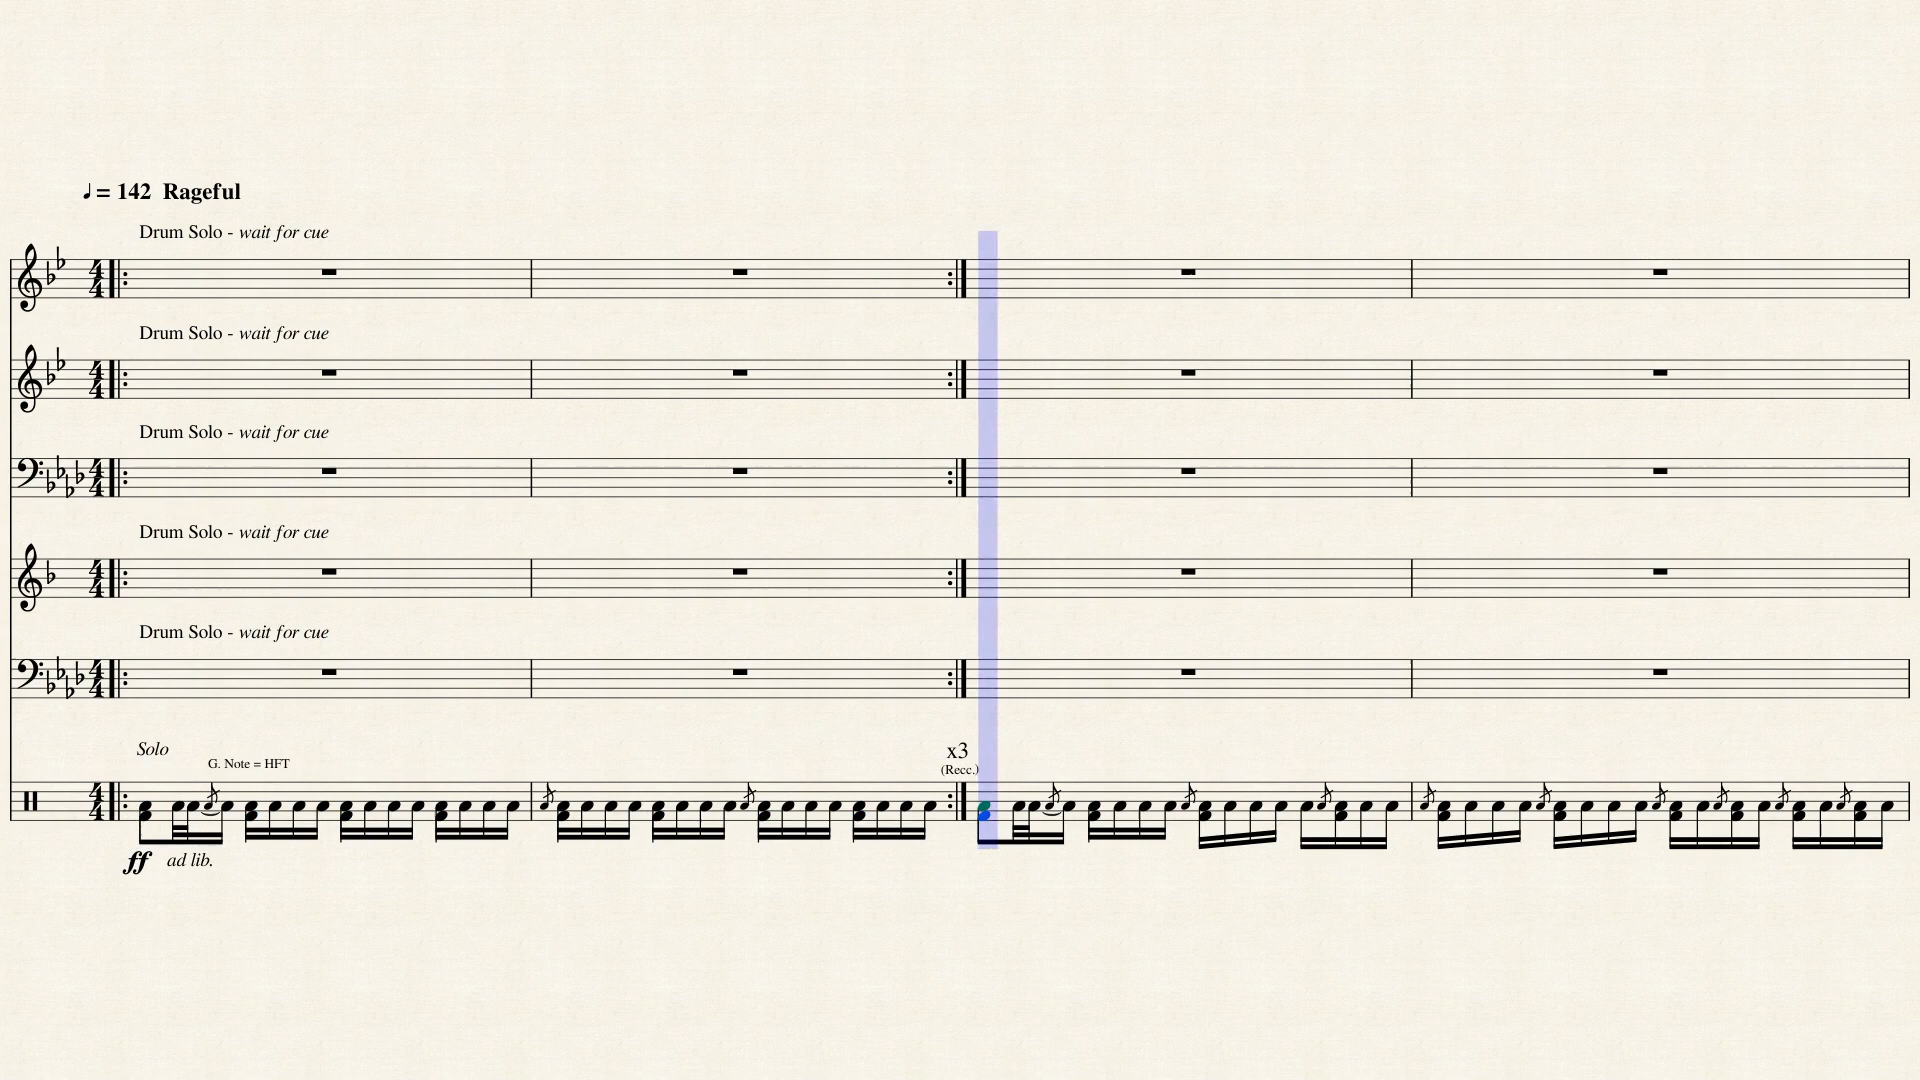 ♩= 142 Rageful
Drum Solo - wait for cue
Drum Solo - wait for cue
Drum Solo - wait for cue
Drum Solo - wait for cue
Drum Solo - wait for cue
Solo
G. Note = HFT
x3
(Recc.)
ff ad lib.